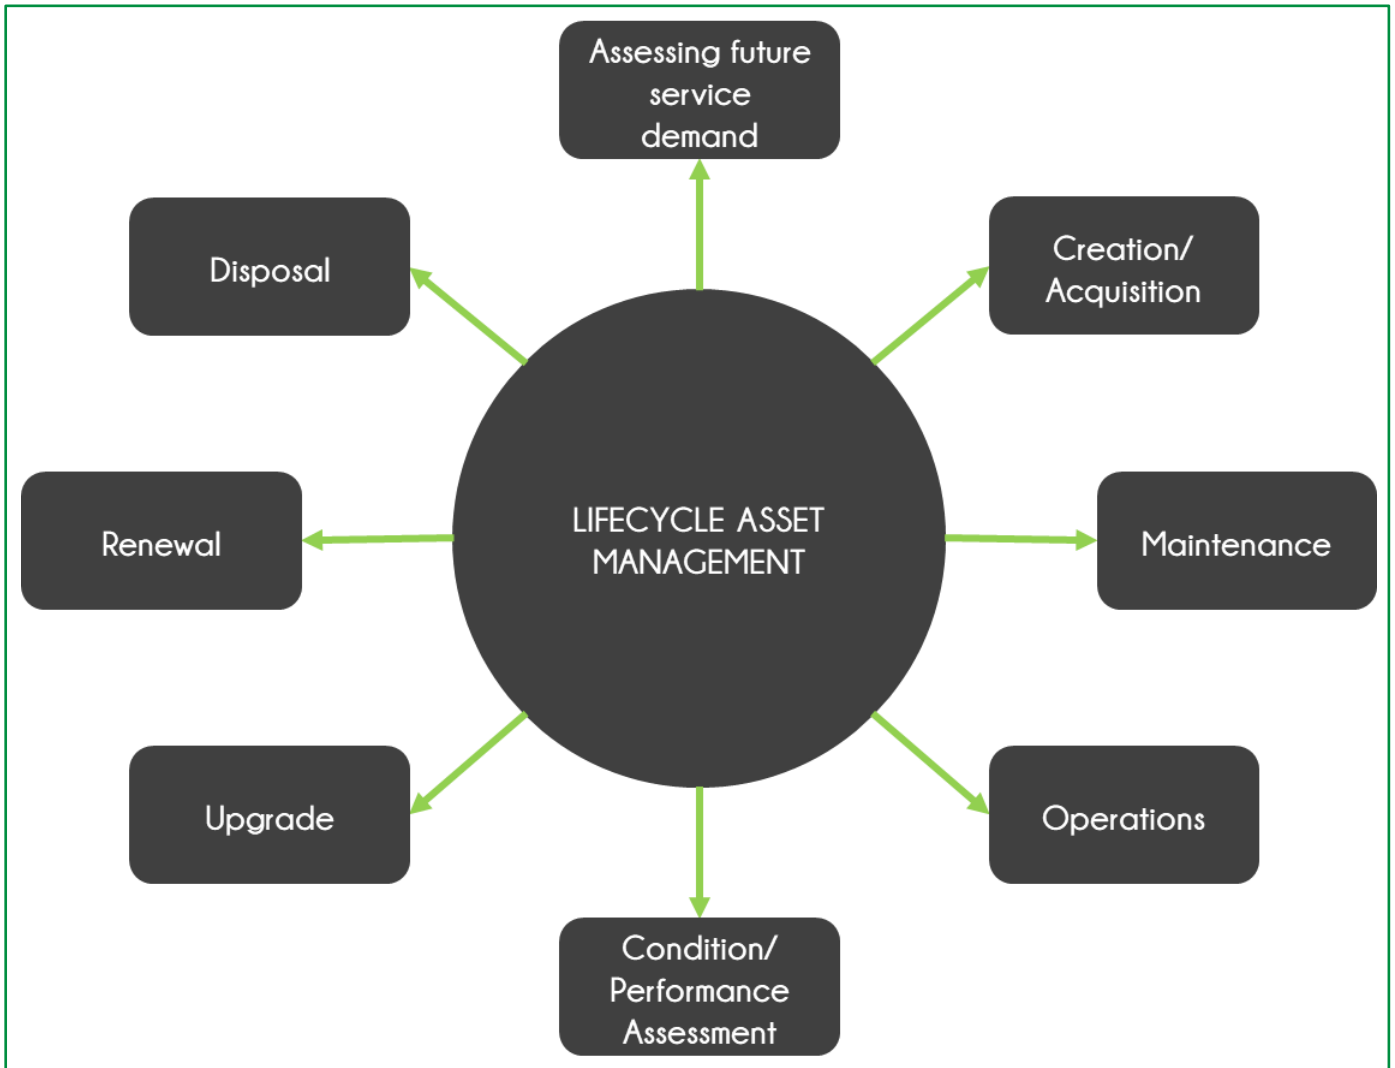 Assessing future
service
demand
Creation/
Acquisition
Disposal
LIFECYCLE ASSET
MANAGEMENT
Renewal
Maintenance
Upgrade
Operations
Condition/
Performance
Assessment